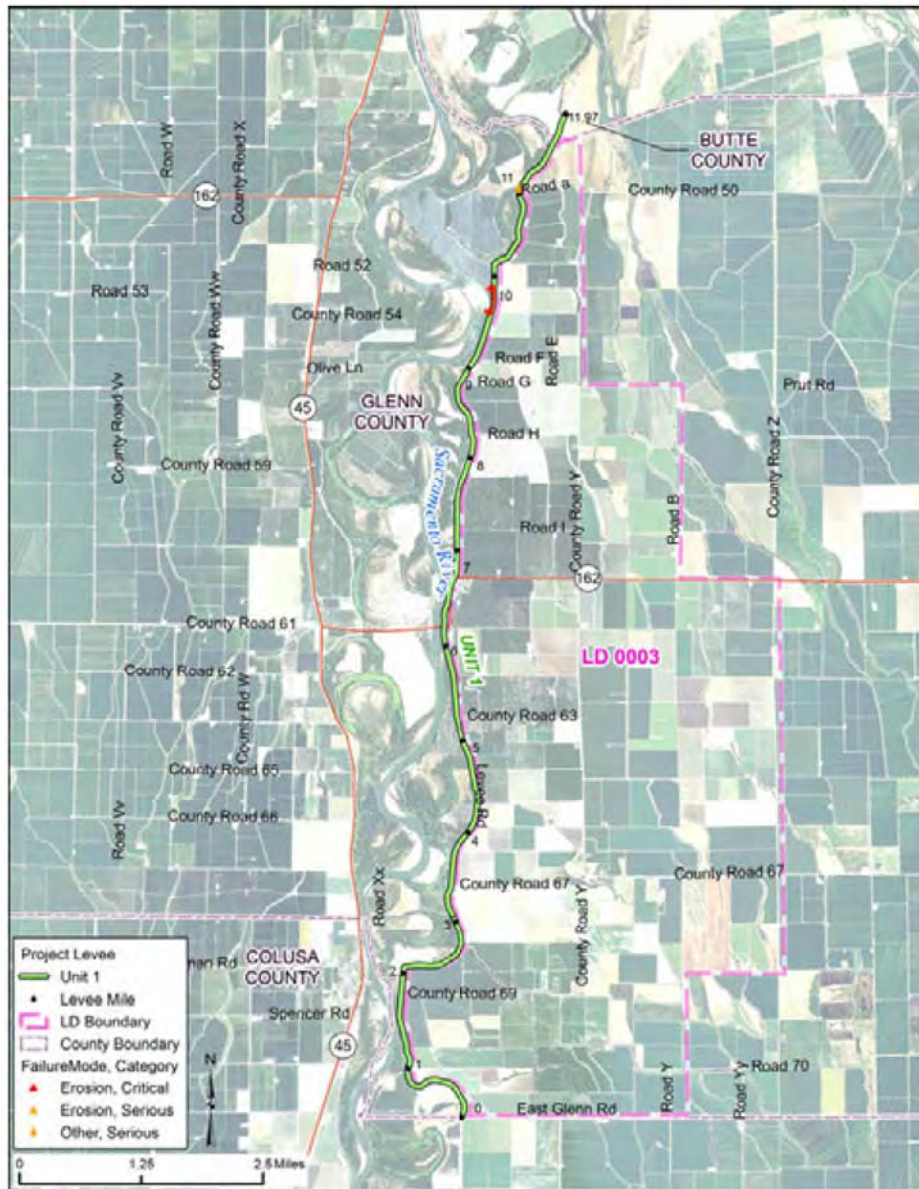 11.97
BUTTE
COUNTY
Road W
County Road X
11
Road a
County Road 50
162
Road 52
Road 53
County Road Ww
10
County Road 54
Road F
Road E
Olive Ln
9
Road G
Prut Rd
GLENN
COUNTY
45
County Road Vv
Road H
County Road Z
County Road 59
8
Sacramento River
County Road Y
Road B
Road I
7
162
County Road 61
6
UNIT 1
LD 0003
County Road 62
County Rd W
County Road 63
5
County Road 65
Levee Rd
County Road 66
Road Vv
4
County Road 67
County Road 67
Road Xx
County Road Y
3
COLUSA
COUNTY
nan Rd
2
County Road 69
Spencer Rd
45
1
Road 70
Road Y
Road Yy
0
East Glenn Rd
Project Levee
Unit 1
Levee Mile
LD Boundary
County Boundary
FailureMode, Category
Erosion, Critical
Erosion, Serious
Other, Serious
N
0 1.25 2.5 Miles